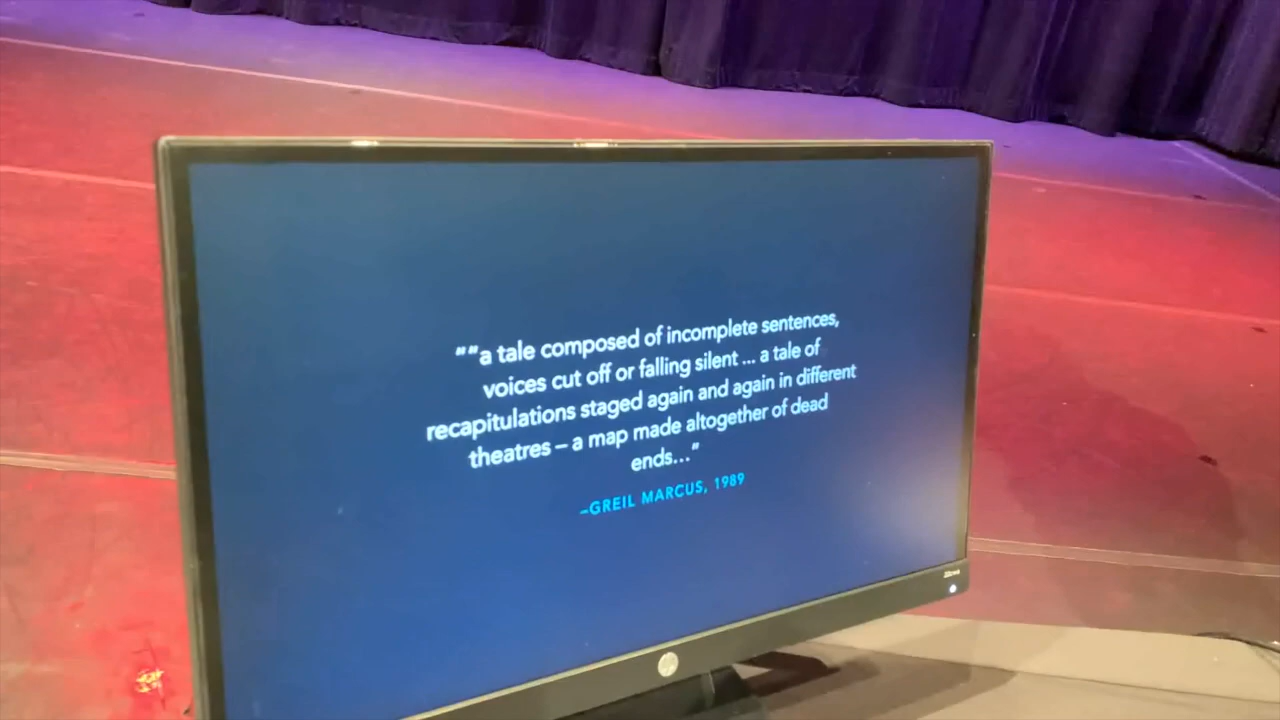 ““a tale composed of incomplete sentences,
voices cut off or falling silent ... a tale of
recapitulations staged again and again in different
theatres – a map made altogether of dead
ends...”
–GREIL MARCUS, 1989
hp